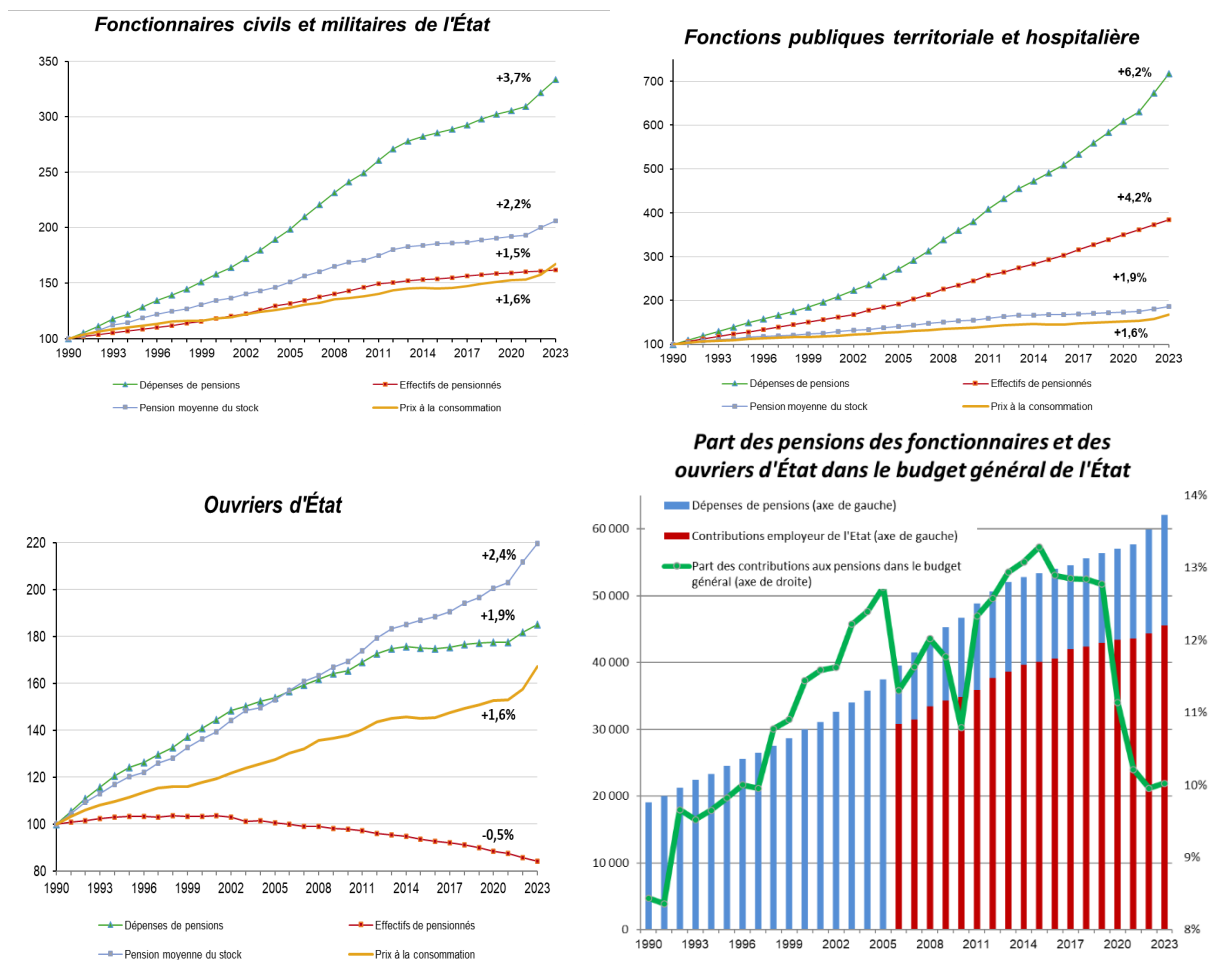 Fonctionnaires civils et militaires de l'État
350
300
250
200
150
100
+3,7%
+2,2%
+1,5%
+1,6%
1990 1993 1996 1999 2002 2005 2008 2011 2014 2017 2020 2023
Dépenses de pensions
Effectifs de pensionnés
Pension moyenne du stock
Prix à la consommation
Fonctions publiques territoriale et hospitalière
700
600
500
400
300
200
100
+6,2%
+4,2%
+1,9%
+1,6%
1990 1993 1996 1999 2002 2005 2008 2011 2014 2017 2020 2023
Dépenses de pensions
Effectifs de pensionnés
Pension moyenne du stock
Prix à la consommation
Ouvriers d'État
220
200
180
160
140
120
100
80
+2,4%
+1,9%
+1,6%
-0,5%
1990 1993 1996 1999 2002 2005 2008 2011 2014 2017 2020 2023
Dépenses de pensions
Effectifs de pensionnés
Pension moyenne du stock
Prix à la consommation
Part des pensions des fonctionnaires et des
ouvriers d'État dans le budget général de l'État
Dépenses de pensions (axe de gauche)
Contributions employeur de l'Etat (axe de gauche)
Part des contributions aux pensions dans le budget
général (axe de droite)
60 000
50 000
40 000
30 000
20 000
10 000
0
14%
13%
12%
11%
10%
9%
8%
1990 1993 1996 1999 2002 2005 2008 2011 2014 2017 2020 2023